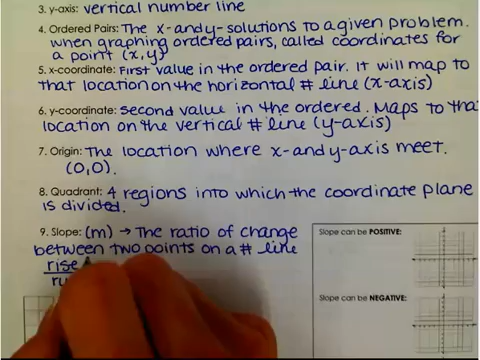 3. y-axis: vertical number line
4. Ordered Pairs: The x-and y-solutions to a given problem.
when graphing ordered pairs, called coordinates for
a point (x,y)
5. x-coordinate: First value in the ordered pair. It will map to
that location on the horizontal # line (x-axis)
6. y-coordinate: second value in the ordered. Maps to tha
location on the vertical # line (y-axis)
7. Origin: The location where x-and y-axis meet.
(0,0).
8. Quadrant: 4 regions into which the coordinate plane
is divided.
9. Slope: (m) → The ratio of change
between two points on a # line
rise
ru
Slope can be POSITIVE:
Slope can be NEGATIVE: